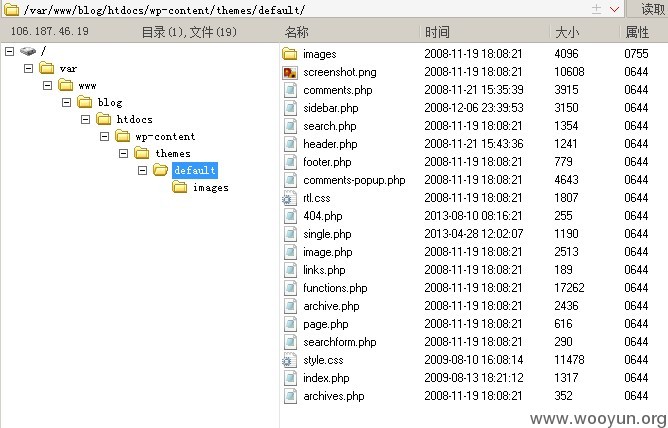 /var/www/blog/htdocs/wp-content/themes/default/ 读取
106.187.46.19 目录(1),文件(19) 名称 时间 大小 属性
/
var
www
blog
htdocs
wp-content
themes
default
images
images 2008-11-19 18:08:21 4096 0755
screenshot.png 2008-11-19 18:08:21 10608 0644
comments.php 2008-11-21 15:35:39 3915 0644
sidebar.php 2008-12-06 23:39:53 3150 0644
search.php 2008-11-19 18:08:21 1354 0644
header.php 2008-11-21 15:43:36 1241 0644
footer.php 2008-11-19 18:08:21 779 0644
comments-popup.php 2008-11-19 18:08:21 4643 0644
rtl.css 2008-11-19 18:08:21 1807 0644
404.php 2013-08-10 08:16:21 255 0644
single.php 2013-04-28 12:02:07 1190 0644
image.php 2008-11-19 18:08:21 2513 0644
links.php 2008-11-19 18:08:21 189 0644
functions.php 2008-11-19 18:08:21 17262 0644
archive.php 2008-11-19 18:08:21 2436 0644
page.php 2008-11-19 18:08:21 616 0644
searchform.php 2008-11-19 18:08:21 290 0644
style.css 2009-08-10 16:08:14 11478 0644
index.php 2009-08-13 18:21:12 1317 0644
archives.php 2008-11-19 18:08:21 352 0644
www.wooyun.org